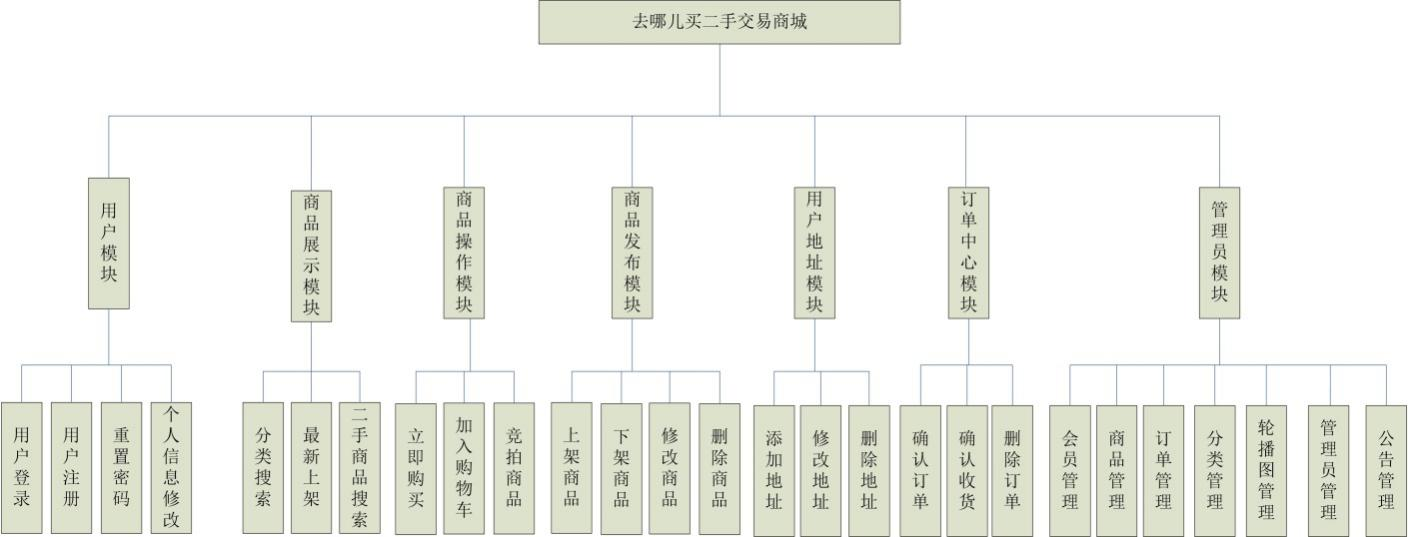 去哪儿买二手交易商城
用户模块
商品展示模块
商品操作模块
商品发布模块
用户地址模块
订单中心模块
管理员模块
用户登录
用户注册
重置密码
个人信息修改
分类搜索
最新上架
二手商品搜索
立即购买
加入购物车
竞拍商品
上架商品
下架商品
修改商品
删除商品
添加地址
修改地址
删除地址
确认订单
确认收货
删除订单
会员管理
商品管理
订单管理
分类管理
轮播图管理
管理员管理
公告管理